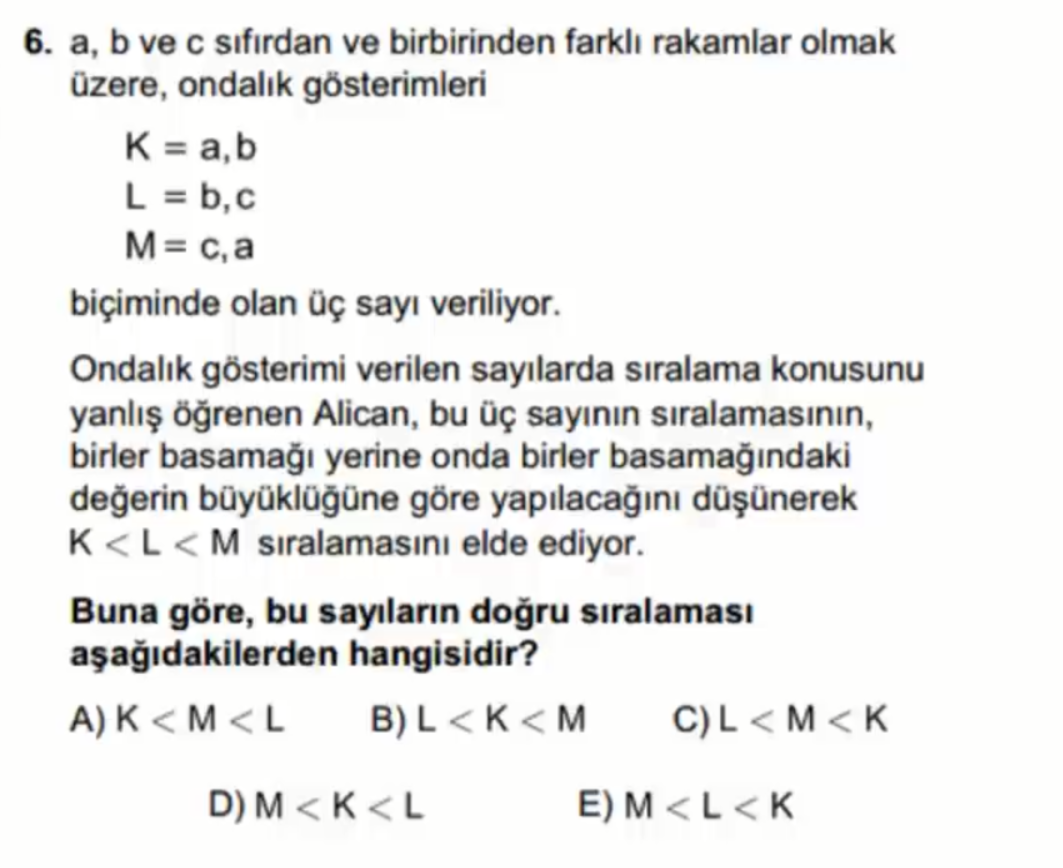 6. a, b ve c sıfırdan ve birbirinden farklı rakamlar olmak
üzere, ondalık gösterimleri
K = a,b
L = b,c
M = c,a
biçiminde olan üç sayı veriliyor.
Ondalık gösterimi verilen sayılarda sıralama konusunu
yanlış öğrenen Alican, bu üç sayının sıralamasının,
birler basamağı yerine onda birler basamağındaki
değerin büyüklüğüne göre yapılacağını düşünerek
K < L < M sıralamasını elde ediyor.
Buna göre, bu sayıların doğru sıralaması
aşağıdakilerden hangisidir?
A) K < M < L B) L < K < M C) L < M < K
D) M < K < L E) M < L < K